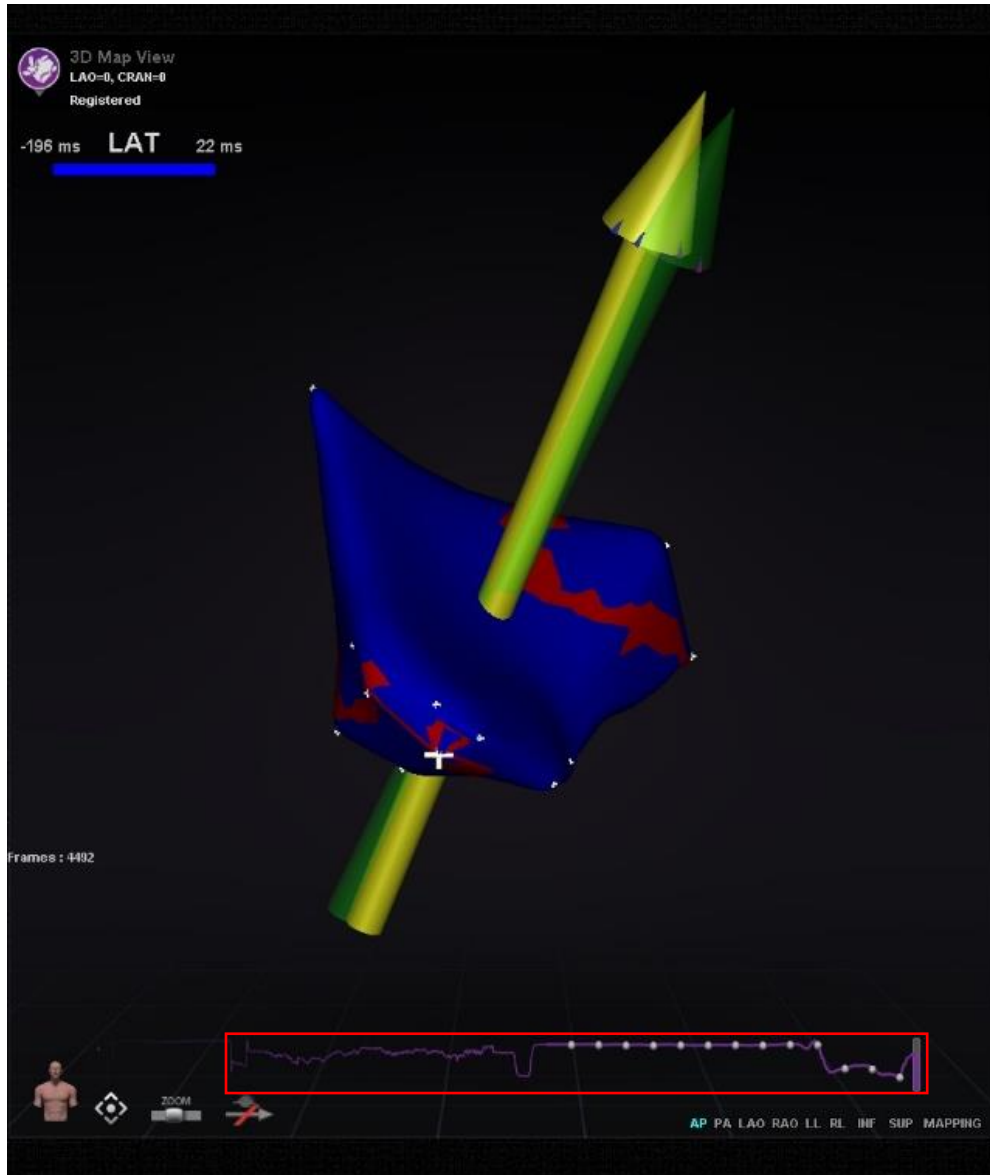 3D Map View
LAO=0, CRAN=0
Registered
-196 ms LAT 22 ms
Frames : 4492
ZOOM
AP PA LAO RAO LL RL INF SUP MAPPING